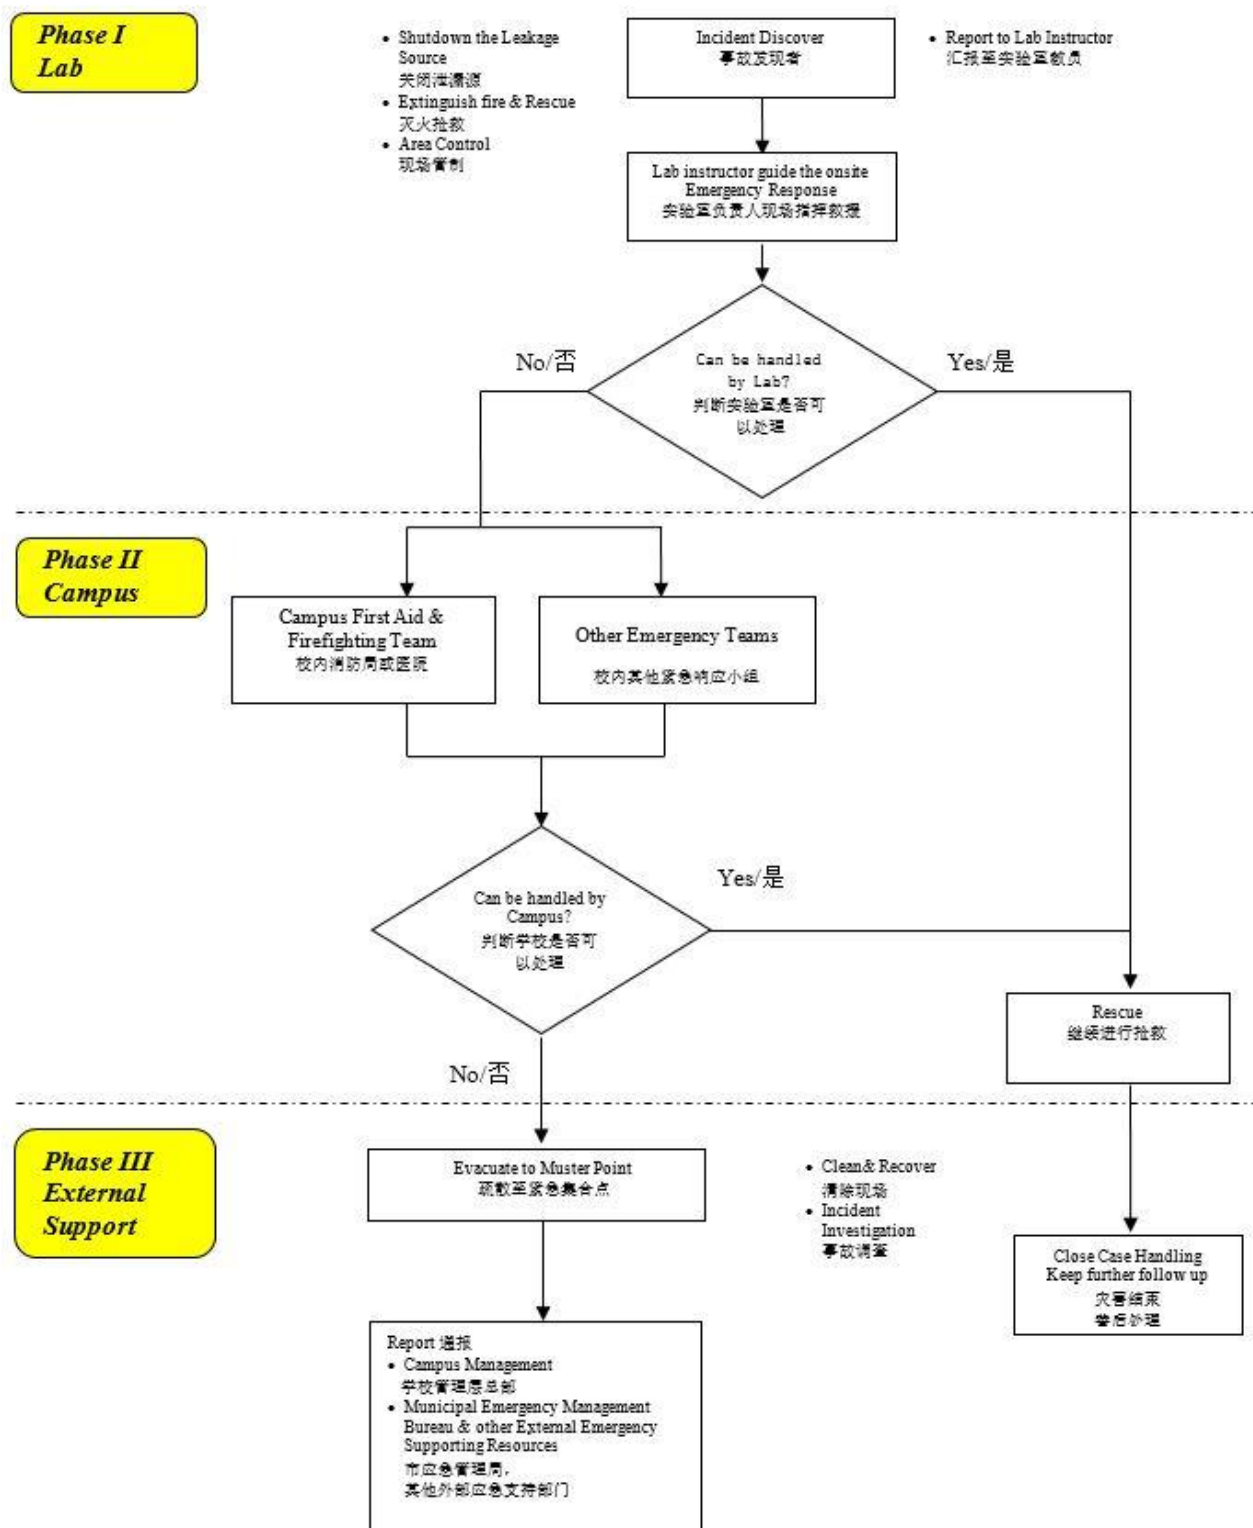 Phase I
Lab
• Shutdown the Leakage
Source
关闭泄漏源
• Extinguish fire & Rescue
灭火抢救
• Area Control
现场管制
Incident Discover
事故发现者
• Report to Lab Instructor
汇报至实验室教员
Lab instructor guide the onsite
Emergency Response
实验室负责人现场指挥救援
No/否
Can be handled
by Lab?
判断实验室是否可
以处理
Yes/是
Phase II
Campus
Campus First Aid &
Firefighting Team
校内消防局或医院
Other Emergency Teams
校内其他紧急响应小组
Can be handled by
Campus?
判断学校是否可
以处理
Yes/是
No/否
Rescue
继续进行抢救
Phase III
External
Support
Evacuate to Muster Point
疏散至紧急集合点
• Clean& Recover
清除现场
• Incident
Investigation
事故调查
Close Case Handling
Keep further follow up
灾害结束
善后处理
Report 通报
• Campus Management
学校管理层总部
• Municipal Emergency Management
Bureau & other External Emergency
Supporting Resources
市应急管理局，
其他外部应急支持部门